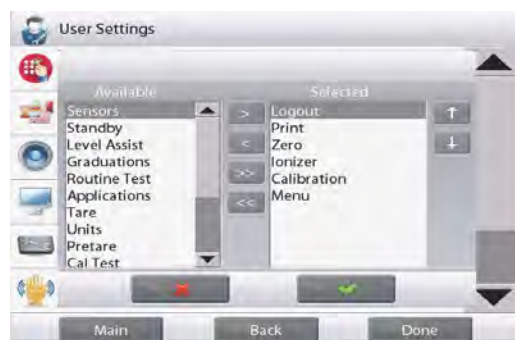 User Settings
Available
Selected
Sensors
Standby
Level Assist
Graduations
Routine Test
Applications
Tare
Units
Pretare
Cal Test
>
<
>>
<<
Logout
Print
Zero
Ionizer
Calibration
Menu
Main
Back
Done